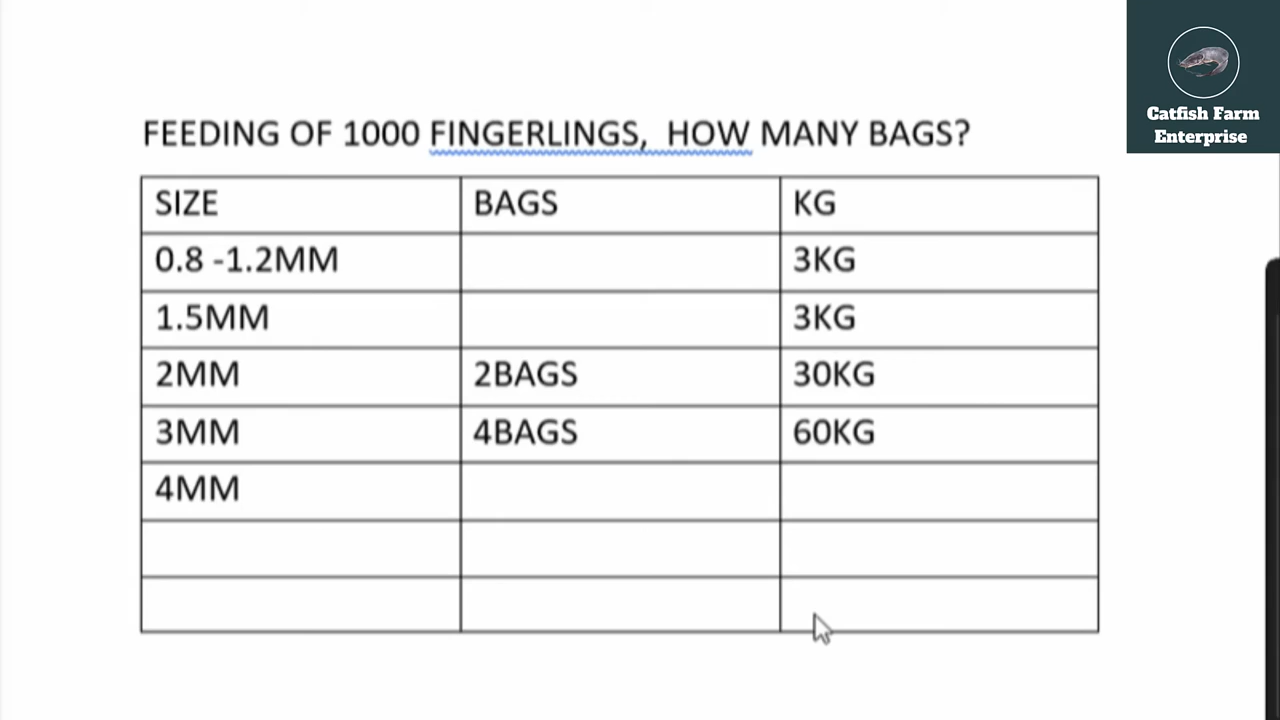 Catfish Farm
Enterprise
FEEDING OF 1000 FINGERLINGS, HOW MANY BAGS?
SIZE BAGS KG
0.8 -1.2MM 3KG
1.5MM 3KG
2MM 2BAGS 30KG
3MM 4BAGS 60KG
4MM